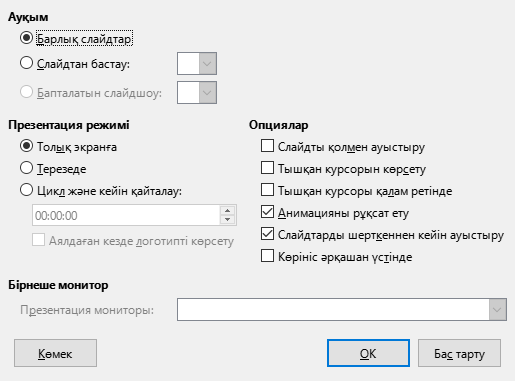 Ауқым
Барлық слайдтар
Слайдтан бастау:
Бапталатын слайдшоу:
Презентация режимі
Толық экранға
Терезеде
Цикл және кейін қайталау:
00:00:00
Аялдаған кезде логотипті көрсету
Опциялар
Слайдты қолмен ауыстыру
Тышқан курсорын көрсету
Тышқан курсоры қалам ретінде
Анимацияны рұқсат ету
Слайдтарды шерткеннен кейін ауыстыру
Көрініс әрқашан үстінде
Бірнеше монитор
Презентация мониторы:
Көмек
OK
Бас тарту